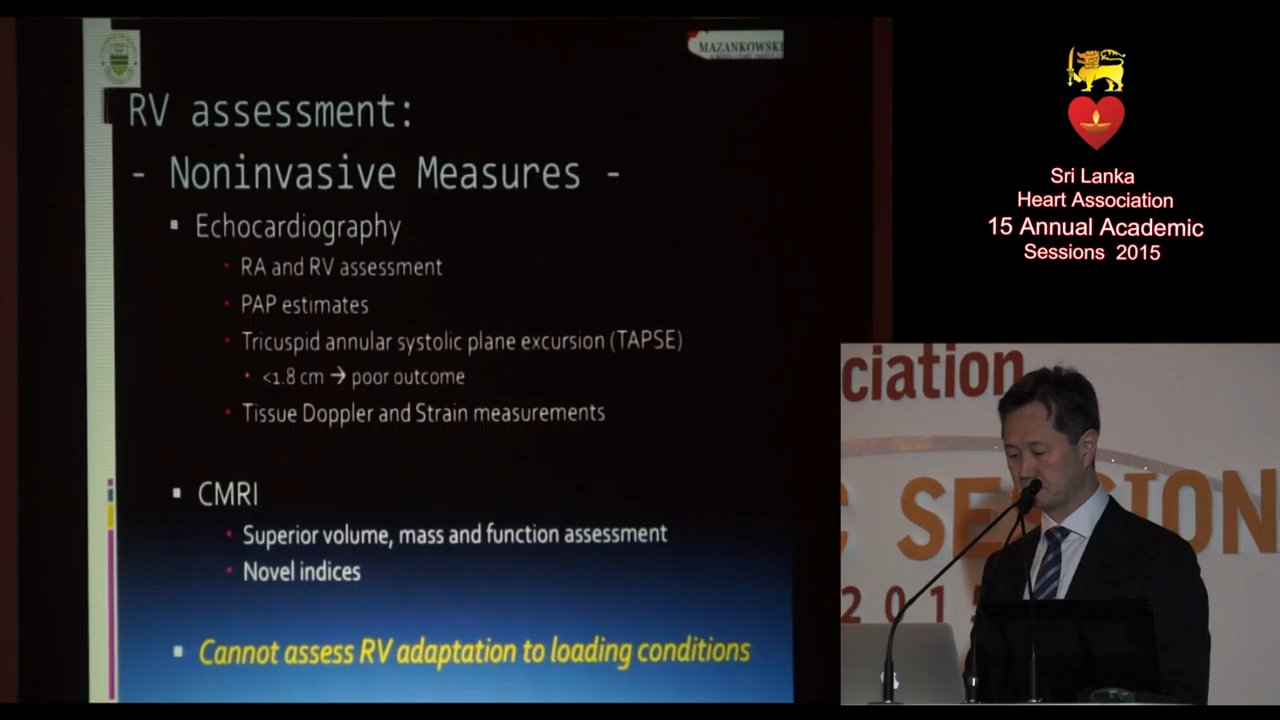 MAZANKOWSKI
RV assessment:
- Noninvasive Measures -
▪ Echocardiography
• RA and RV assessment
• PAP estimates
• Tricuspid annular systolic plane excursion (TAPSE)
• <1.8 cm → poor outcome
• Tissue Doppler and Strain measurements
▪ CMRI
• Superior volume, mass and function assessment
• Novel indices
▪ Cannot assess RV adaptation to loading conditions
Sri Lanka
Heart Association
15 Annual Academic
Sessions 2015
ciation
C SESSION
2015